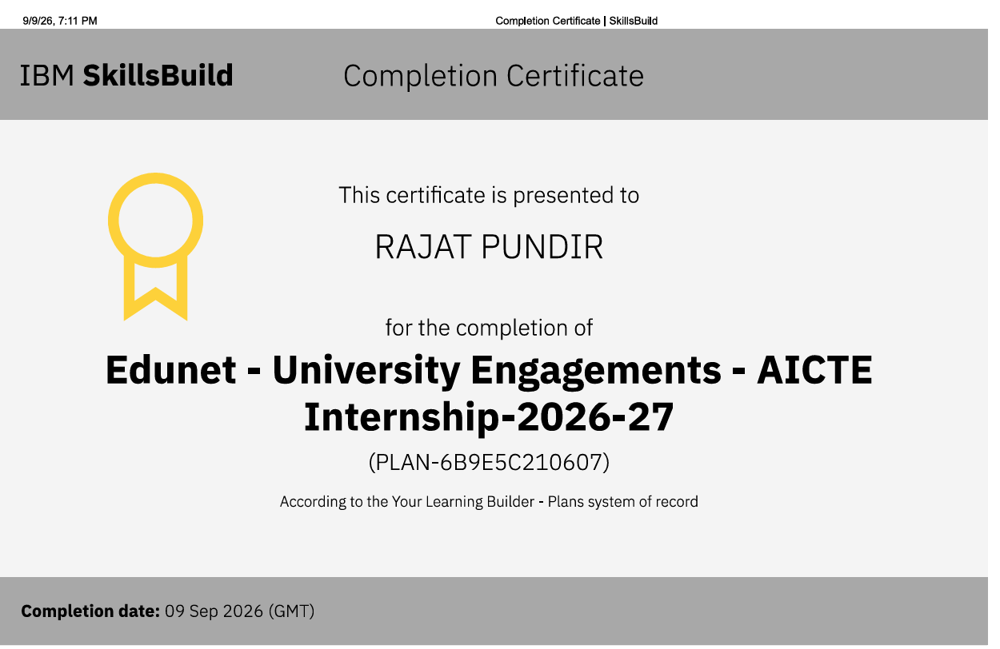 9/9/26, 7:11 PM
Completion Certificate | SkillsBuild
IBM SkillsBuild
Completion Certificate
This certificate is presented to
RAJAT PUNDIR
for the completion of
Edunet - University Engagements - AICTE
Internship-2026-27
(PLAN-6B9E5C210607)
According to the Your Learning Builder - Plans system of record
Completion date: 09 Sep 2026 (GMT)